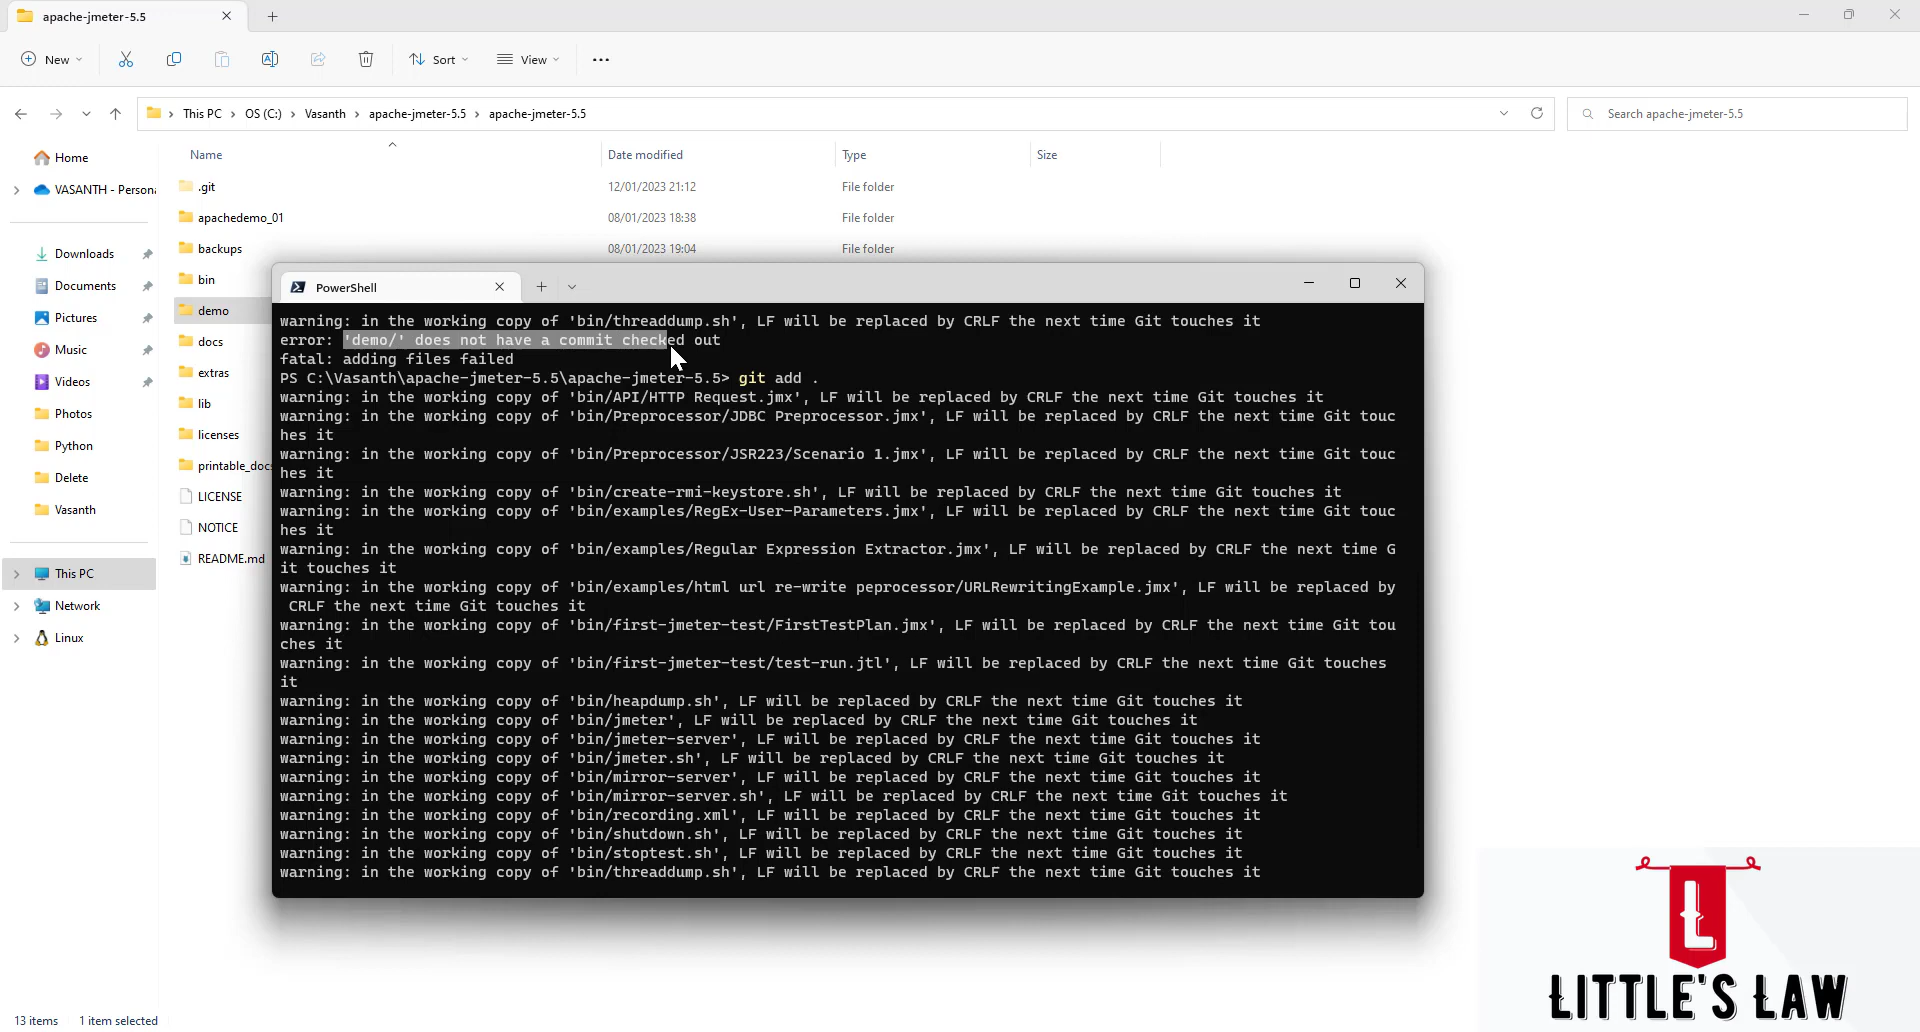 apache-jmeter-5.5
New
Sort
View
This PC > OS (C:) > Vasanth > apache-jmeter-5.5 > apache-jmeter-5.5
Search apache-jmeter-5.5
Name Date modified Type Size
Home
VASANTH - Persona
Downloads
Documents
Pictures
Music
Videos
Photos
Python
Delete
Vasanth
This PC
Network
Linux
.git 12/01/2023 21:12 File folder
apachedemo_01 08/01/2023 18:38 File folder
backups 08/01/2023 19:04 File folder
bin
demo
docs
extras
lib
licenses
printable_docs
LICENSE
NOTICE
README.md
PowerShell
warning: in the working copy of 'bin/threaddump.sh', LF will be replaced by CRLF the next time Git touches it
error: 'demo/' does not have a commit checked out
fatal: adding files failed
PS C:\Vasanth\apache-jmeter-5.5\apache-jmeter-5.5> git add .
warning: in the working copy of 'bin/API/HTTP Request.jmx', LF will be replaced by CRLF the next time Git touches it
warning: in the working copy of 'bin/Preprocessor/JDBC Preprocessor.jmx', LF will be replaced by CRLF the next time Git touc
hes it
warning: in the working copy of 'bin/Preprocessor/JSR223/Scenario 1.jmx', LF will be replaced by CRLF the next time Git touc
hes it
warning: in the working copy of 'bin/create-rmi-keystore.sh', LF will be replaced by CRLF the next time Git touches it
warning: in the working copy of 'bin/examples/RegEx-User-Parameters.jmx', LF will be replaced by CRLF the next time Git touc
hes it
warning: in the working copy of 'bin/examples/Regular Expression Extractor.jmx', LF will be replaced by CRLF the next time G
it touches it
warning: in the working copy of 'bin/examples/html url re-write peprocessor/URLRewritingExample.jmx', LF will be replaced by
CRLF the next time Git touches it
warning: in the working copy of 'bin/first-jmeter-test/FirstTestPlan.jmx', LF will be replaced by CRLF the next time Git tou
ches it
warning: in the working copy of 'bin/first-jmeter-test/test-run.jtl', LF will be replaced by CRLF the next time Git touches
it
warning: in the working copy of 'bin/heapdump.sh', LF will be replaced by CRLF the next time Git touches it
warning: in the working copy of 'bin/jmeter', LF will be replaced by CRLF the next time Git touches it
warning: in the working copy of 'bin/jmeter-server', LF will be replaced by CRLF the next time Git touches it
warning: in the working copy of 'bin/jmeter.sh', LF will be replaced by CRLF the next time Git touches it
warning: in the working copy of 'bin/mirror-server', LF will be replaced by CRLF the next time Git touches it
warning: in the working copy of 'bin/mirror-server.sh', LF will be replaced by CRLF the next time Git touches it
warning: in the working copy of 'bin/recording.xml', LF will be replaced by CRLF the next time Git touches it
warning: in the working copy of 'bin/shutdown.sh', LF will be replaced by CRLF the next time Git touches it
warning: in the working copy of 'bin/stoptest.sh', LF will be replaced by CRLF the next time Git touches it
warning: in the working copy of 'bin/threaddump.sh', LF will be replaced by CRLF the next time Git touches it
L
LITTLE'S LAW
13 items 1 item selected